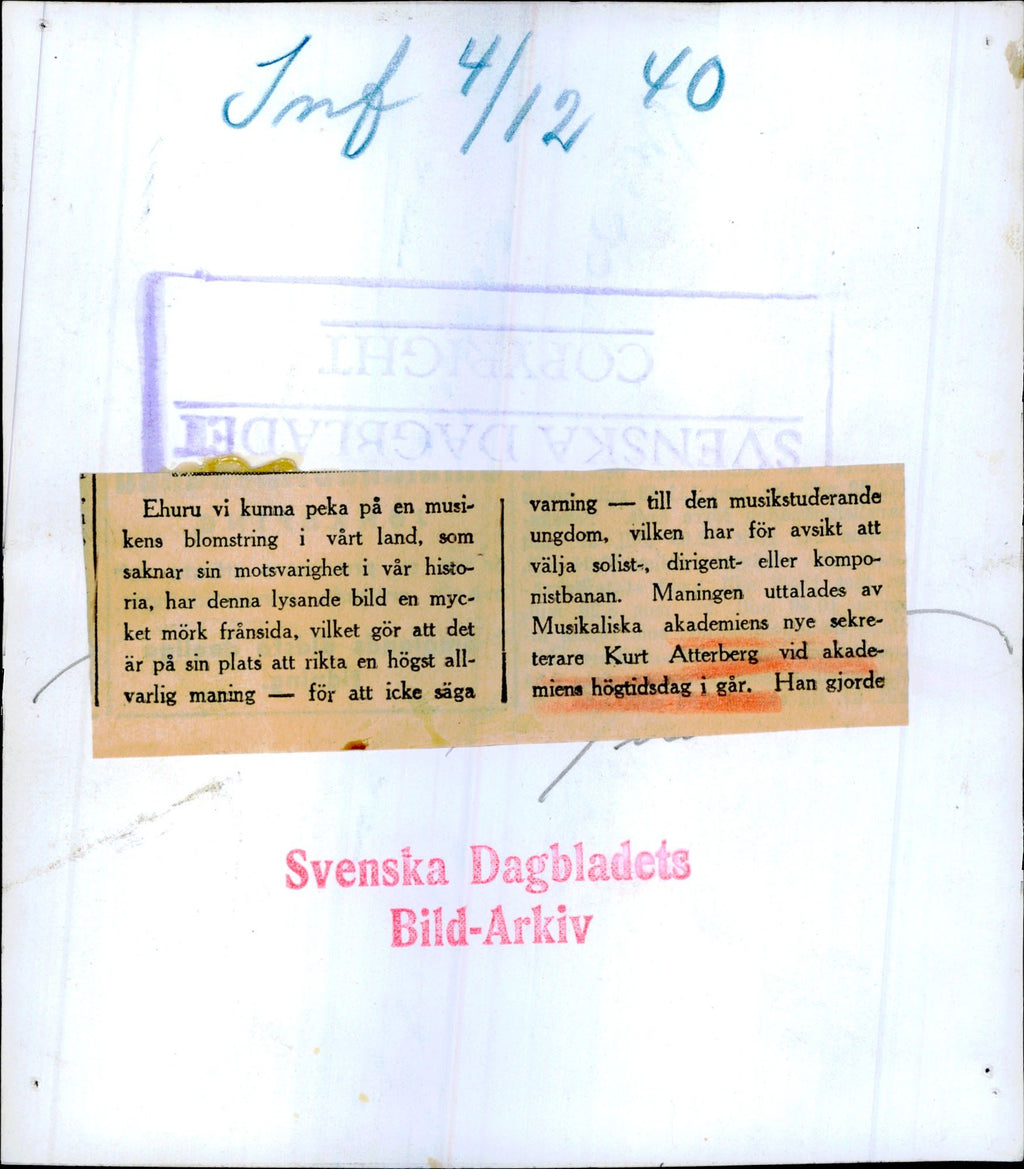 Inf 4/12 40
COPYRIGHT
SVENSKA DAGBLADET
Ehuru vi kunna peka på en musi-
kens blomstring i vårt land, som
saknar sin motsvarighet i vår histo-
ria, har denna lysande bild en myc-
ket mörk frånsida, vilket gör att det
är på sin plats att rikta en högst all-
varlig maning — för att icke säga
varning — till den musikstuderande
ungdom, vilken har för avsikt att
välja solist-, dirigent- eller kompo-
nistbanan. Maningen uttalades av
Musikaliska akademiens nye sekre-
terare Kurt Atterberg vid akade-
miens högtidsdag i går. Han gjorde
Svenska Dagbladets
Bild-Arkiv